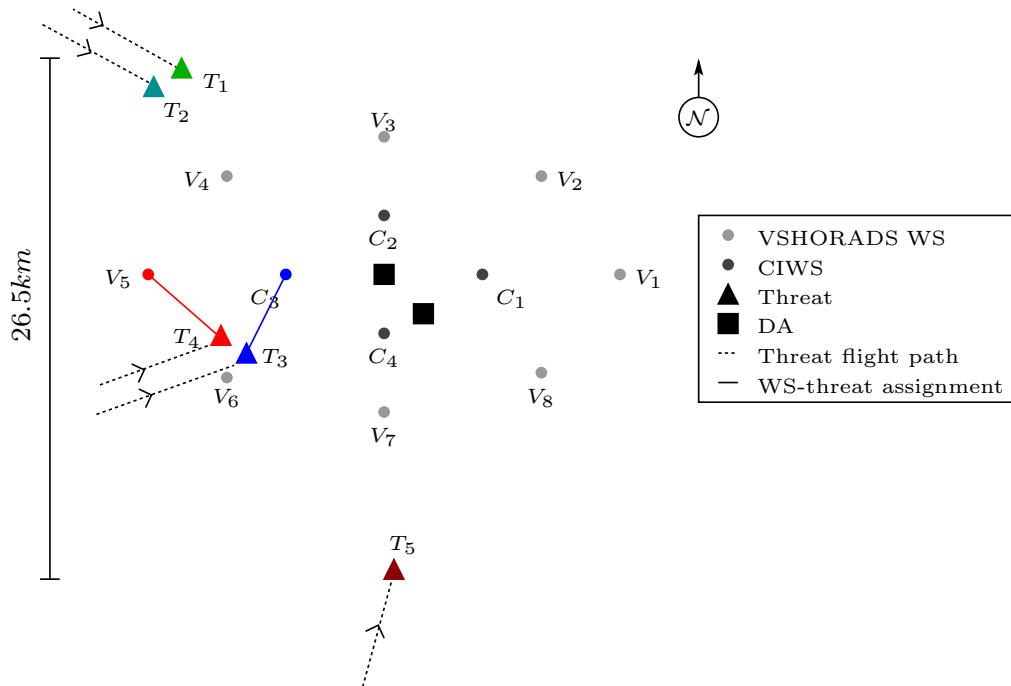 T₁
T₂
V₃
𝒩
V₄
V₂
C₂
VSHORADS WS
CIWS
Threat
DA
Threat flight path
WS-threat assignment
26.5km
V₅
C₃
C₁
V₁
T₄
T₃
C₄
V₆
V₈
V₇
T₅